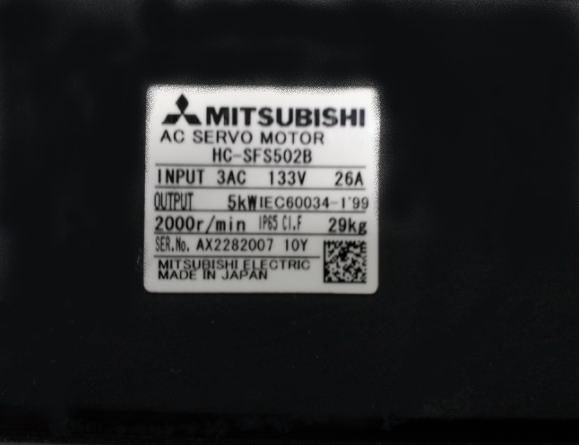 MITSUBISHI
AC SERVO MOTOR
HC-SFS502B
INPUT 3AC 133V 26A
OUTPUT 5kW IEC60034-1'99
2000r/min IP65 Cl.F 29kg
SER.No. AX2282007 10Y
MITSUBISHI ELECTRIC
MADE IN JAPAN